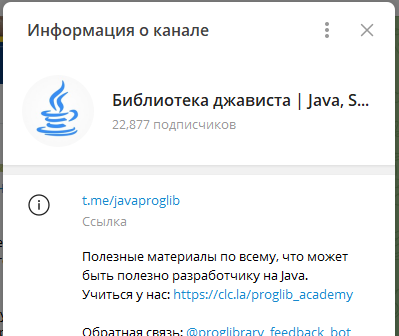 Информация о канале
Библиотека джависта | Java, S...
22,877 подписчиков
t.me/javaproglib
Ссылка
Полезные материалы по всему, что может
быть полезно разработчику на Java.
Учиться у нас: https://clc.la/proglib_academy
Обратная связь: @proglibrary_feedback_bot